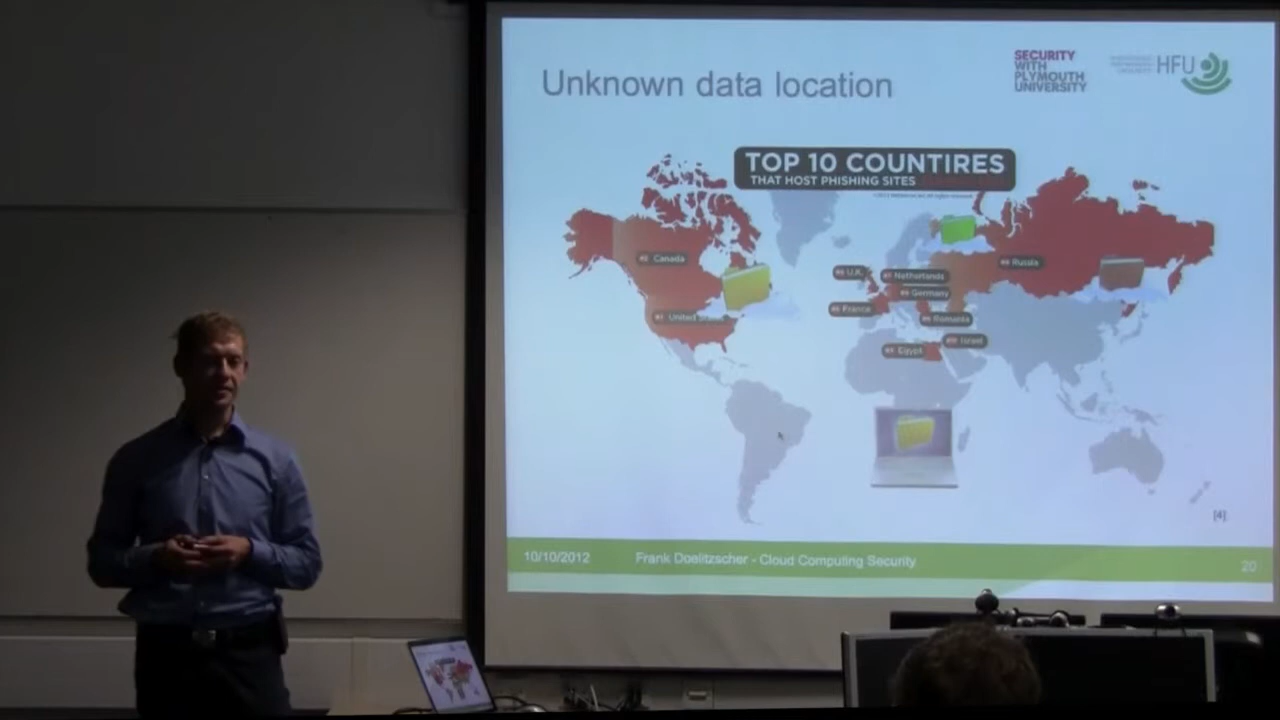 Unknown data location
SECURITY
WITH
PLYMOUTH
UNIVERSITY
HFU
TOP 10 COUNTIRES
THAT HOST PHISHING SITES
Canada
United
U.K.
Netherlands
Germany
France
Romania
Russia
Egypt
Israel
[4]
10/10/2012
Frank Doelitzscher - Cloud Computing Security
20